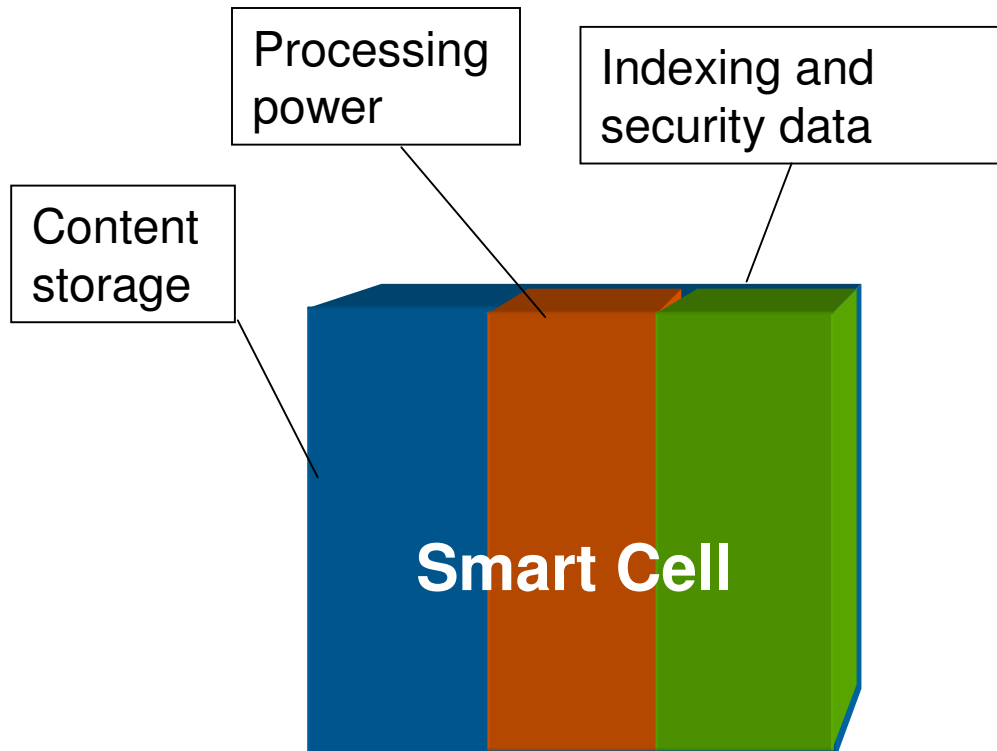 Processing
power
Indexing and
security data
Content
storage
Smart Cell